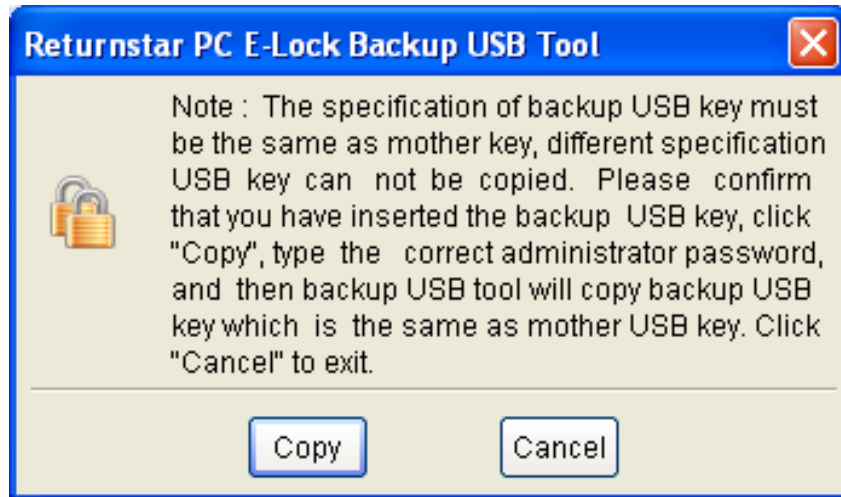 Returnstar PC E-Lock Backup USB Tool
Note : The specification of backup USB key must
be the same as mother key, different specification
USB key can not be copied. Please confirm
that you have inserted the backup USB key, click
"Copy", type the correct administrator password,
and then backup USB tool will copy backup USB
key which is the same as mother USB key. Click
"Cancel" to exit.
Copy
Cancel